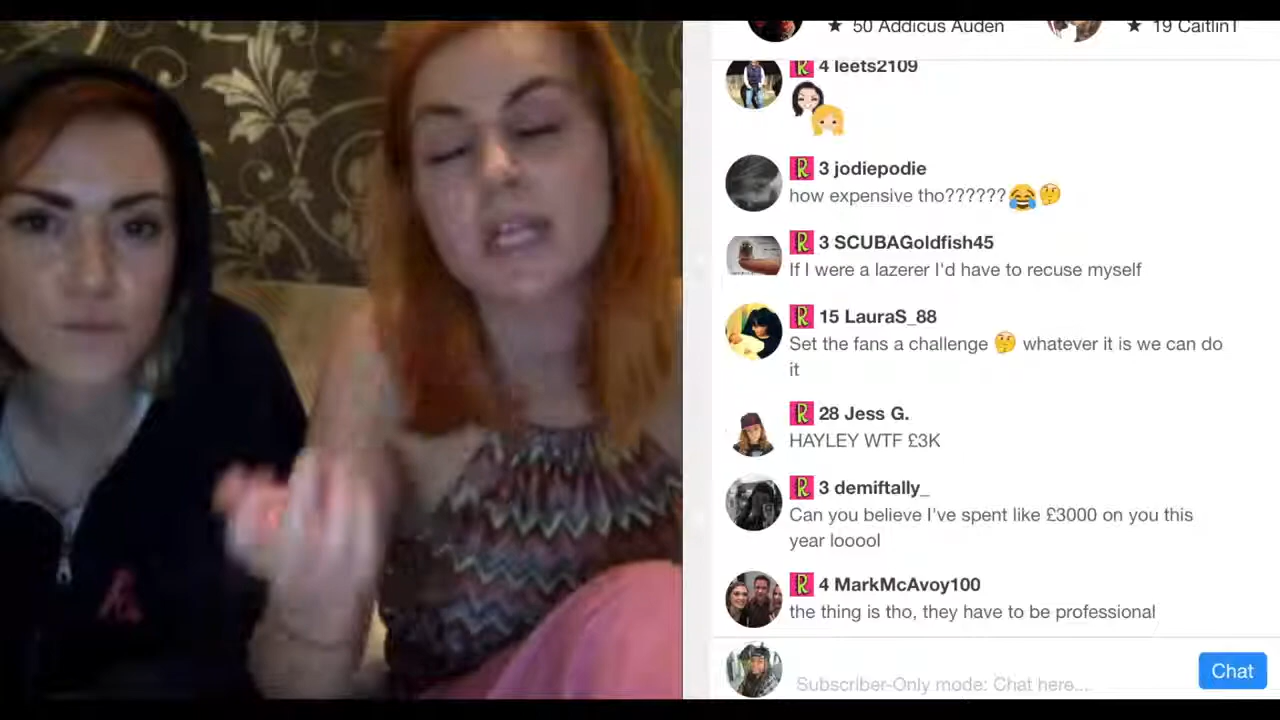 ★ 50 Addicus Auden ★ 19 CaitlinT
R 4 leets2109
R 3 jodiepodie
how expensive tho??????😂🤔
R 3 SCUBAGoldfish45
If I were a lazerer I'd have to recuse myself
R 15 LauraS_88
Set the fans a challenge 🤔 whatever it is we can do
it
R 28 Jess G.
HAYLEY WTF £3K
R 3 demiftally_
Can you believe I've spent like £3000 on you this
year looool
R 4 MarkMcAvoy100
the thing is tho, they have to be professional
Subscriber-Only mode: Chat here...
Chat